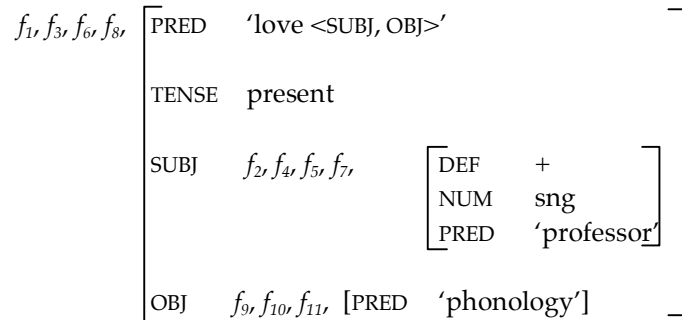 f1, f3, f6, f8, PRED ‘love <SUBJ, OBJ>’
TENSE present
SUBJ f2, f4, f5, f7, DEF +
NUM sng
PRED ‘professor’
OBJ f9, f10, f11, [PRED ‘phonology’]